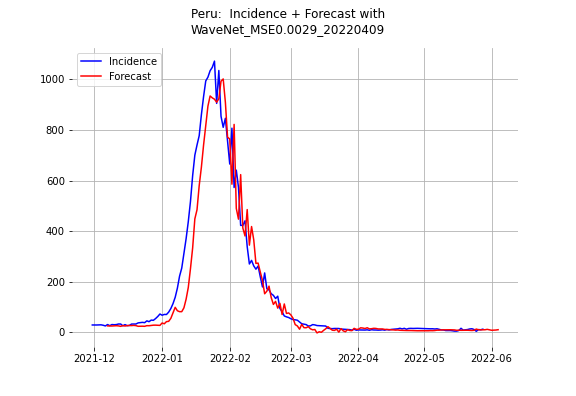 Peru:  Incidence + Forecast with
WaveNet_MSE0.0029_20220409
Incidence
Forecast
1000
800
600
400
200
0
2021-12 2022-01 2022-02 2022-03 2022-04 2022-05 2022-06